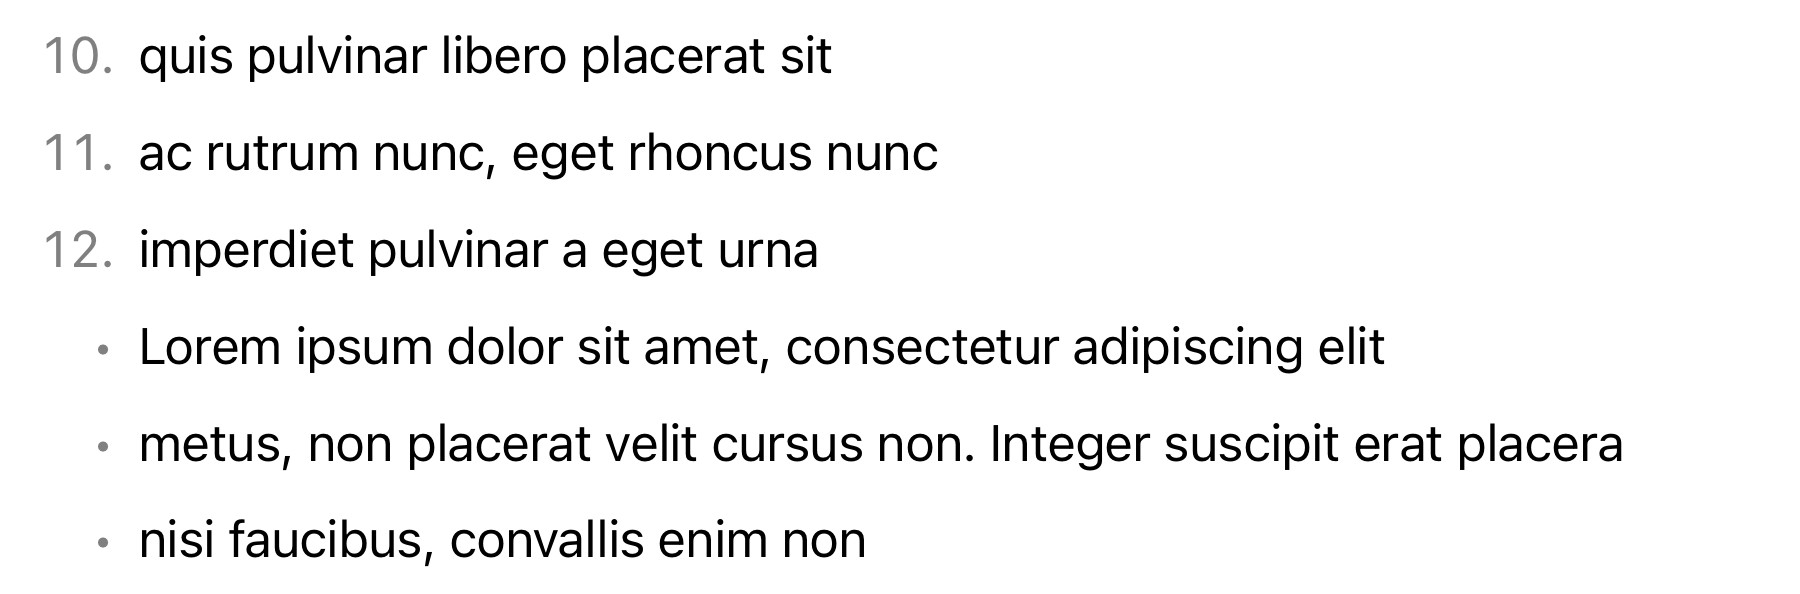 10. quis pulvinar libero placerat sit
11. ac rutrum nunc, eget rhoncus nunc
12. imperdiet pulvinar a eget urna
• Lorem ipsum dolor sit amet, consectetur adipiscing elit
• metus, non placerat velit cursus non. Integer suscipit erat placera
• nisi faucibus, convallis enim non